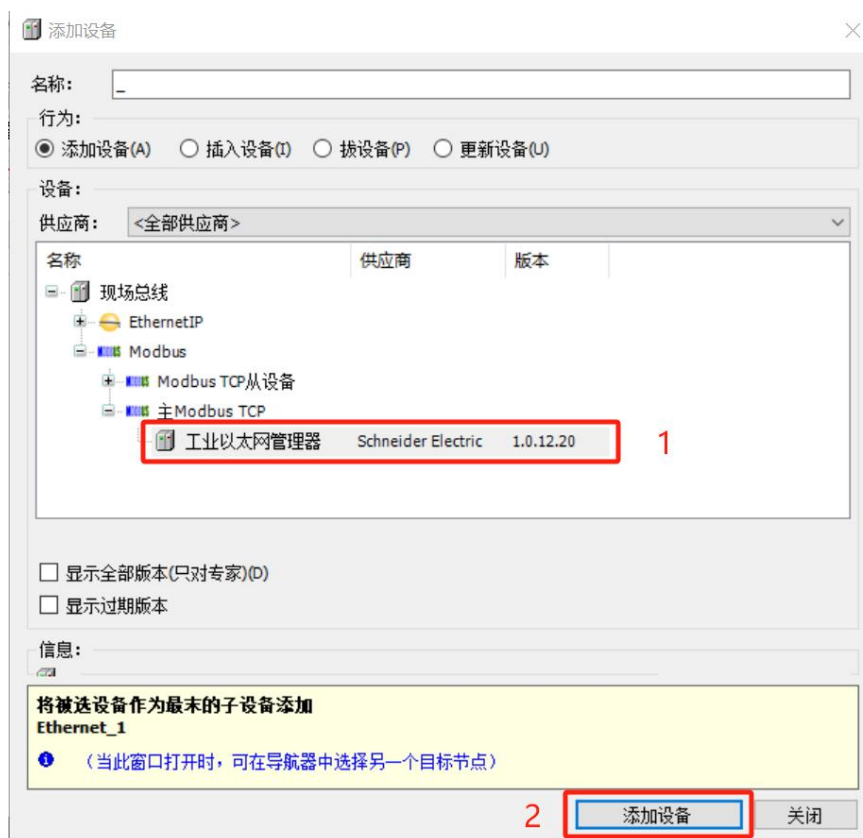 添加设备
名称: _
行为:
添加设备(A) 插入设备(I) 拔设备(P) 更新设备(U)
设备:
供应商: <全部供应商>
名称 供应商 版本
现场总线
EthernetIP
Modbus
Modbus TCP从设备
主Modbus TCP
工业以太网管理器 Schneider Electric 1.0.12.20 1
显示全部版本(只对专家)(D)
显示过期版本
信息:
将被选设备作为最末的子设备添加
Ethernet_1
(当此窗口打开时,可在导航器中选择另一个目标节点)
2 添加设备 关闭